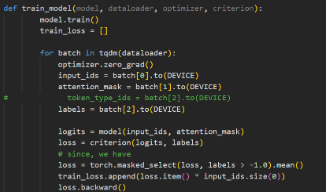 def train_model(model, dataloader, optimizer, criterion):
    model.train()
    train_loss = []

    for batch in tqdm(dataloader):
        optimizer.zero_grad()
        input_ids = batch[0].to(DEVICE)
        attention_mask = batch[1].to(DEVICE)
#         token_type_ids = batch[2].to(DEVICE)
        labels = batch[2].to(DEVICE)

        logits = model(input_ids, attention_mask)
        loss = criterion(logits, labels)
        # since, we have
        loss = torch.masked_select(loss, labels > -1.0).mean()
        train_loss.append(loss.item() * input_ids.size(0))
        loss.backward()